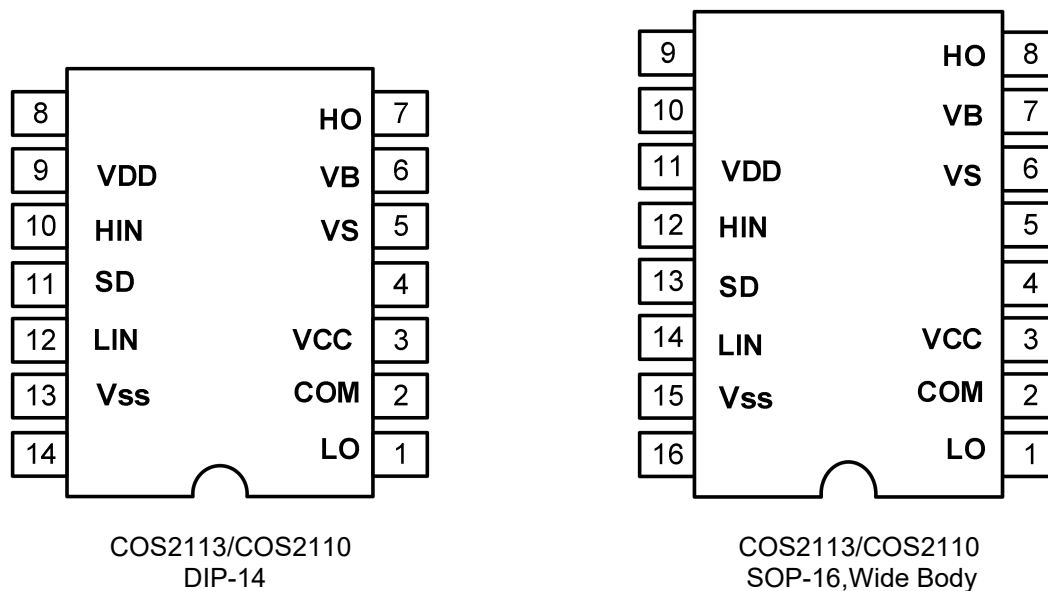 8 HO 7
9 VDD VB 6
10 HIN VS 5
11 SD 4
12 LIN VCC 3
13 Vss COM 2
14 LO 1
COS2113/COS2110
DIP-14
9 HO 8
10 VB 7
11 VDD VS 6
12 HIN 5
13 SD 4
14 LIN VCC 3
15 Vss COM 2
16 LO 1
COS2113/COS2110
SOP-16,Wide Body